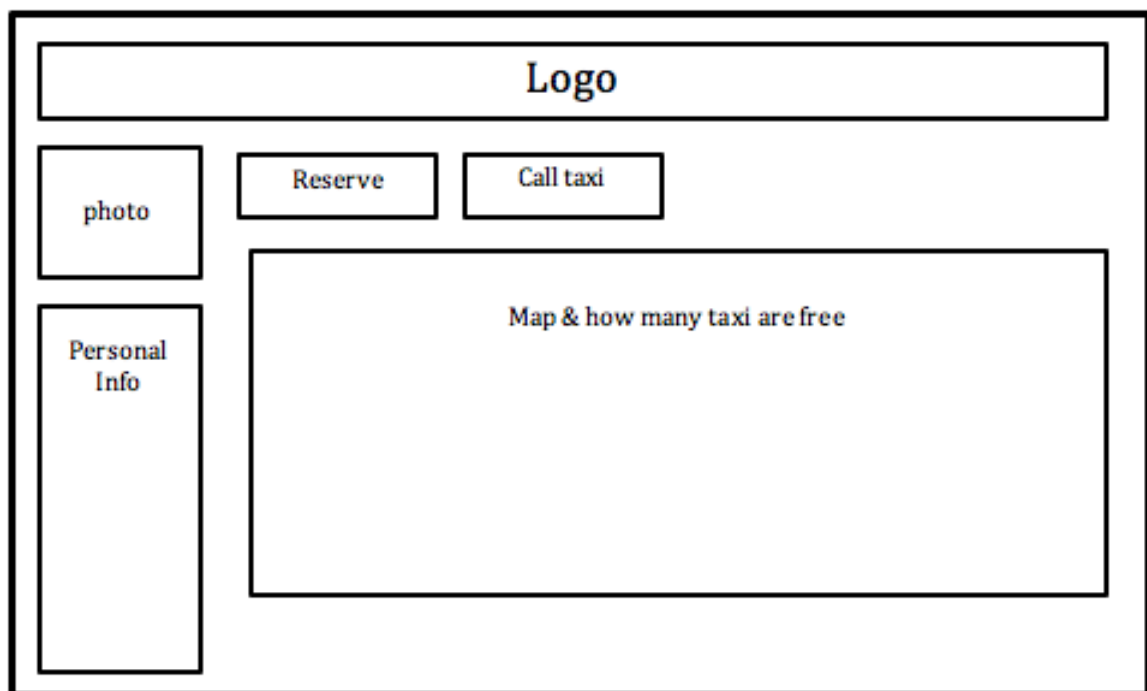 Logo
photo
Reserve
Call taxi
Map & how many taxi are free
Personal
Info